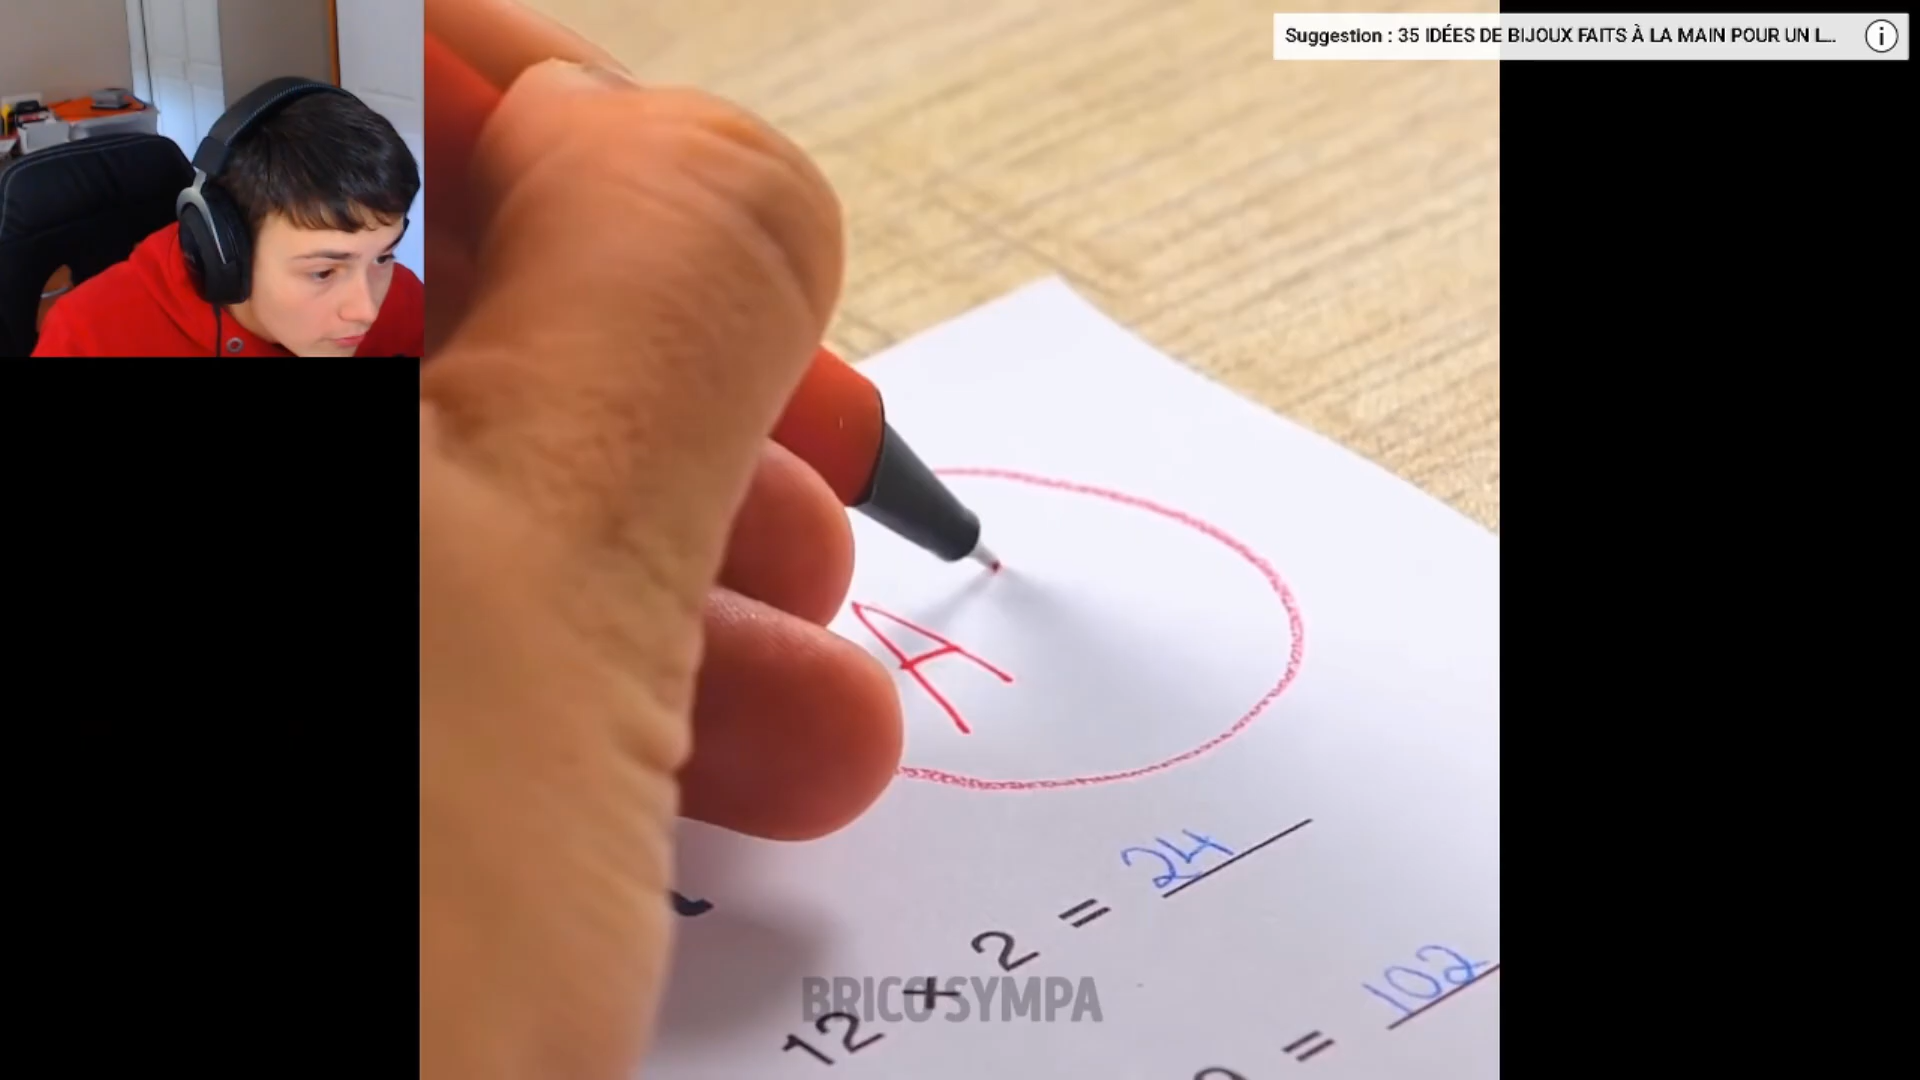 Suggestion : 35 IDÉES DE BIJOUX FAITS À LA MAIN POUR UN L...
A
12 + 2 = 24
= 102
BRICO SYMPA